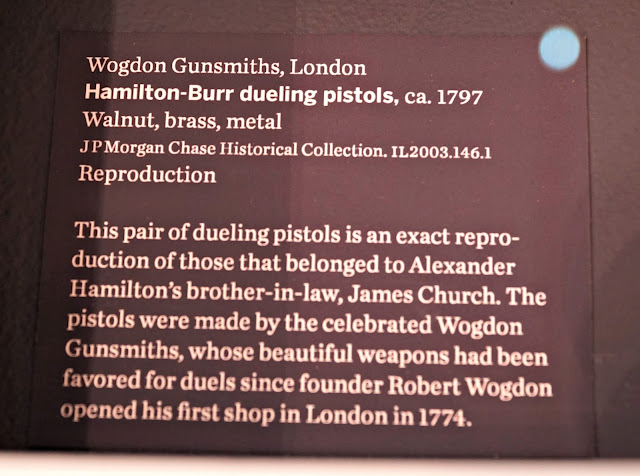 Wogdon Gunsmiths, London
Hamilton-Burr dueling pistols, ca. 1797
Walnut, brass, metal
JPMorgan Chase Historical Collection. IL2003.146.1
Reproduction
This pair of dueling pistols is an exact repro-
duction of those that belonged to Alexander
Hamilton's brother-in-law, James Church. The
pistols were made by the celebrated Wogdon
Gunsmiths, whose beautiful weapons had been
favored for duels since founder Robert Wogdon
opened his first shop in London in 1774.